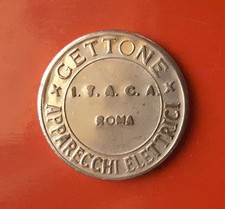 GETTONE
I. T. A. C. A.
ROMA
APPARECCHI ELETTRICI